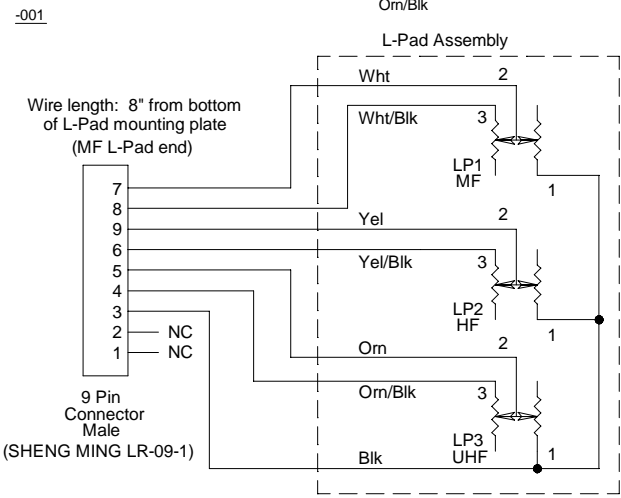 -001
Orn/Blk
L-Pad Assembly
Wire length: 8" from bottom
of L-Pad mounting plate
(MF L-Pad end)
7
8
9
6
5
4
3
2
1
NC
NC
9 Pin
Connector
Male
(SHENG MING LR-09-1)
Wht
2
Wht/Blk
3
LP1
MF
1
Yel
2
Yel/Blk
3
LP2
HF
1
Orn
2
Orn/Blk
3
LP3
UHF
1
Blk